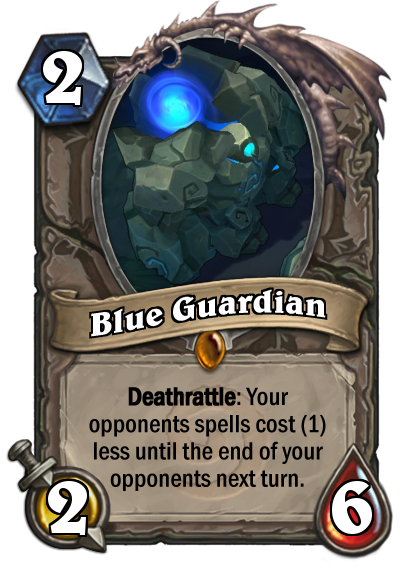 2
Blue Guardian
Deathrattle: Your
opponents spells cost (1)
less until the end of your
opponents next turn.
2
6